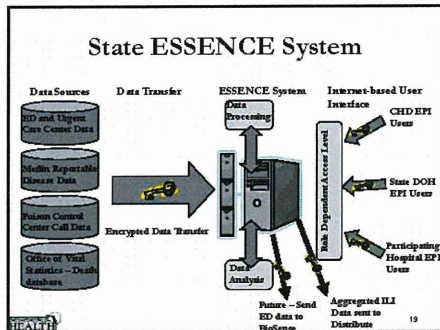 State ESSENCE System
Data Sources
Data Transfer
ESSENCE System
Internet-based User
Interface
ED and Urgent
Care Center Data
Merlin Reportable
Disease Data
Poison Control
Center Call Data
Office of Vital
Statistics – Death
database
Encrypted Data Transfer
Data
Processing
Data
Analysis
Role Dependent Access Level
CHD EPI
Users
State DOH
EPI Users
Participating
Hospital EPI
Users
Future – Send
ED data to
BioSense
Aggregated ILI
Data sent to
Distribute
HEALTH
19